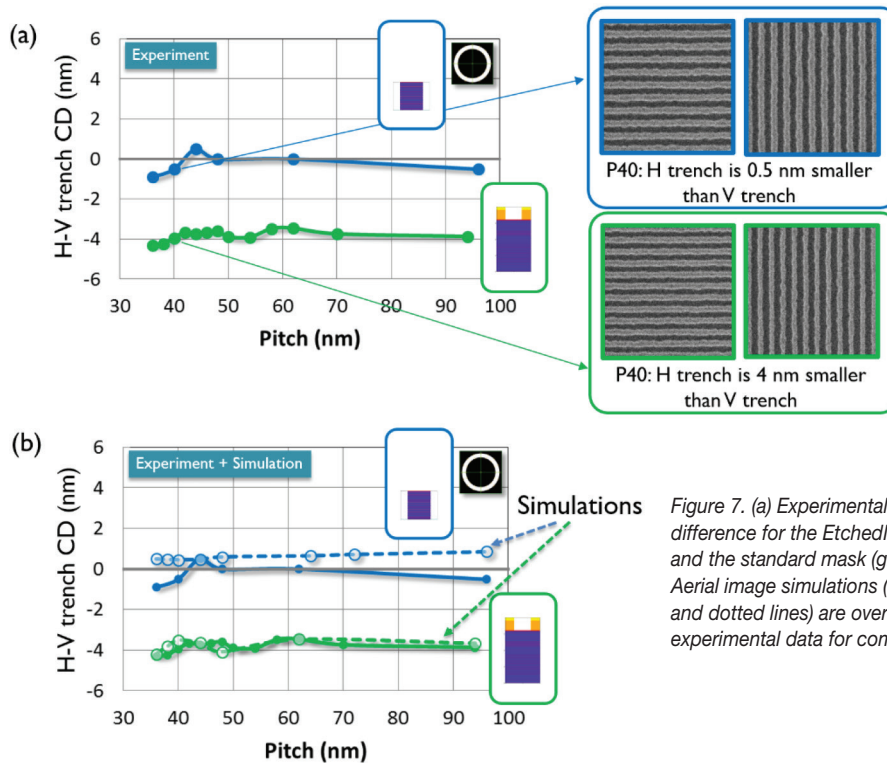 (a)
6
4
2
0
-2
-4
-6
H-V trench CD (nm)
Experiment
30 40 50 60 70 80 90 100
Pitch (nm)
P40: H trench is 0.5 nm smaller
than V trench
P40: H trench is 4 nm smaller
than V trench
(b)
6
4
2
0
-2
-4
-6
H-V trench CD (nm)
Experiment + Simulation
30 40 50 60 70 80 90 100
Pitch (nm)
Simulations
Figure 7. (a) Experimental
difference for the EtchedI
and the standard mask (g
Aerial image simulations (
and dotted lines) are over
experimental data for com